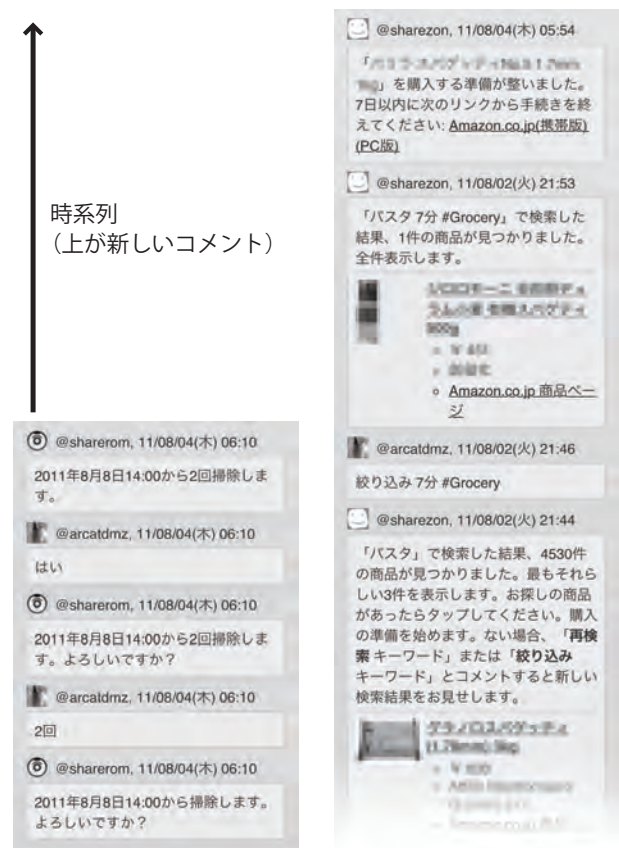 時系列
（上が新しいコメント）
@sharerom, 11/08/04(木) 06:10
2011年8月8日14:00から2回掃除しま
す。
@arcatdmz, 11/08/04(木) 06:10
はい
@sharerom, 11/08/04(木) 06:10
2011年8月8日14:00から2回掃除しま
す。よろしいですか？
@arcatdmz, 11/08/04(木) 06:10
2回
@sharerom, 11/08/04(木) 06:10
2011年8月8日14:00から掃除します。
よろしいですか？
@sharezon, 11/08/04(木) 05:54
」を購入する準備が整いました。
7日以内に次のリンクから手続きを終
えてください: Amazon.co.jp(携帯版)
(PC版)
@sharezon, 11/08/02(火) 21:53
「パスタ 7分 #Grocery」で検索した
結果、1件の商品が見つかりました。
全件表示します。
Amazon.co.jp 商品ペー
ジ
@arcatdmz, 11/08/02(火) 21:46
絞り込み 7分 #Grocery
@sharezon, 11/08/02(火) 21:44
「パスタ」で検索した結果、4530件
の商品が見つかりました。最もそれら
しい3件を表示します。お探しの商品
があったらタップしてください。購入
の準備を始めます。ない場合、「再検
索 キーワード」または「絞り込み
キーワード」とコメントすると新しい
検索結果をお見せします。